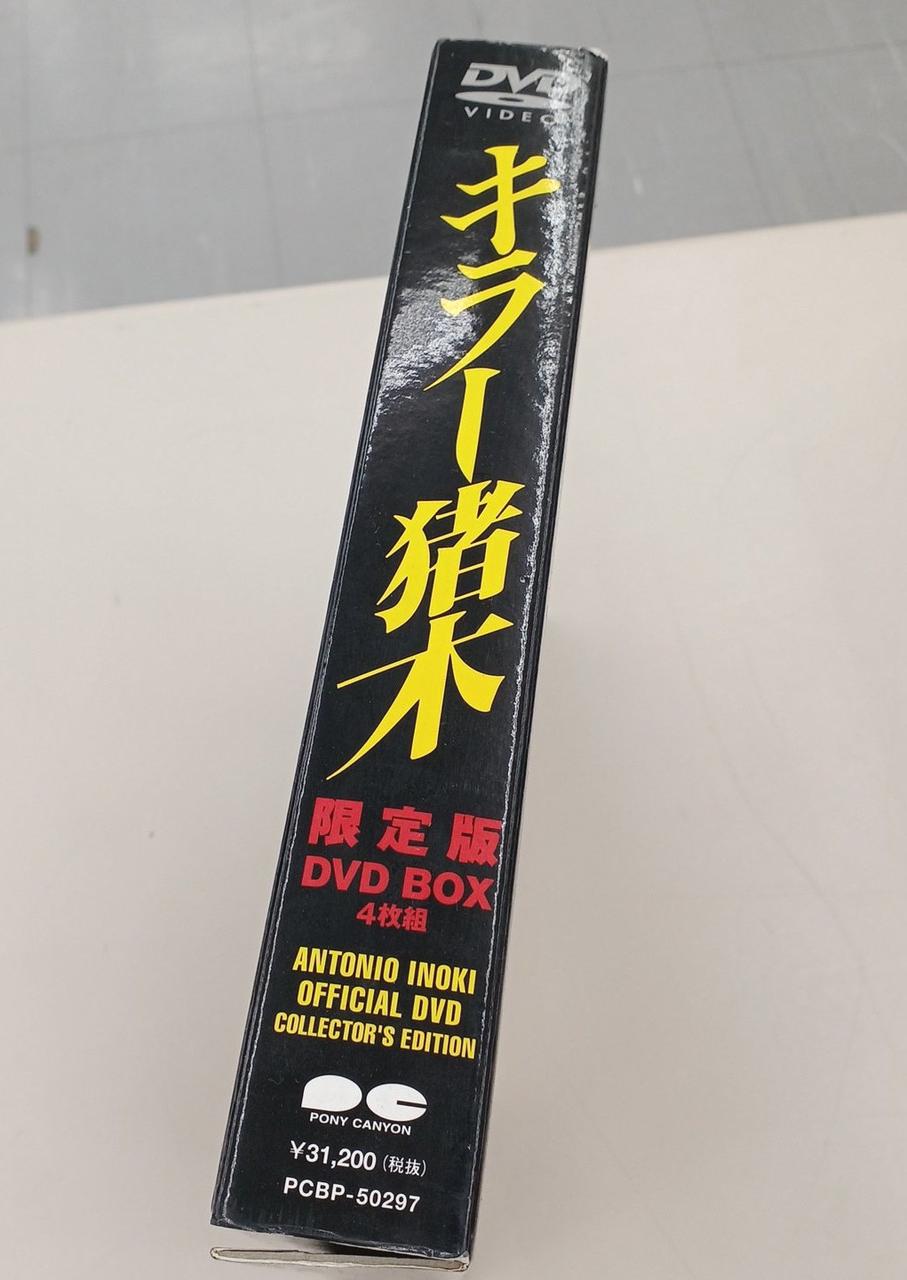 DVD
VIDEO
キラー猪木
限定版
DVD BOX
4枚組
ANTONIO INOKI
OFFICIAL DVD
COLLECTOR'S EDITION
PONY CANYON
¥31,200(税抜)
PCBP-50297